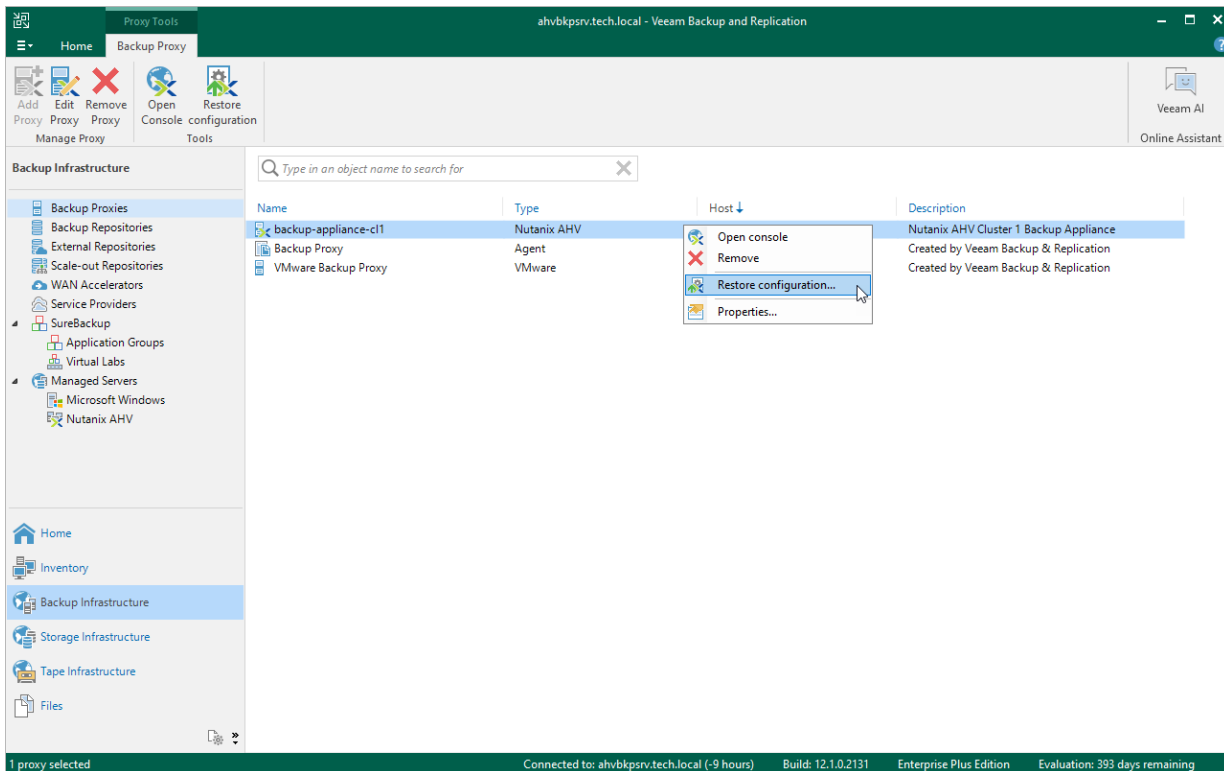 Proxy Tools
ahvbkpsrv.tech.local - Veeam Backup and Replication
Home
Backup Proxy
Add Proxy
Edit Proxy
Remove Proxy
Open Console
Restore configuration
Manage Proxy
Tools
Veeam AI
Online Assistant
Backup Infrastructure
Type in an object name to search for
Backup Proxies
Backup Repositories
External Repositories
Scale-out Repositories
WAN Accelerators
Service Providers
SureBackup
Application Groups
Virtual Labs
Managed Servers
Microsoft Windows
Nutanix AHV
Name Type Host Description
backup-appliance-cl1 Nutanix AHV Nutanix AHV Cluster 1 Backup Appliance
Backup Proxy Agent Created by Veeam Backup & Replication
VMware Backup Proxy VMware Created by Veeam Backup & Replication
Open console
Remove
Restore configuration...
Properties...
Home
Inventory
Backup Infrastructure
Storage Infrastructure
Tape Infrastructure
Files
1 proxy selected
Connected to: ahvbkpsrv.tech.local (-9 hours)
Build: 12.1.0.2131
Enterprise Plus Edition
Evaluation: 393 days remaining